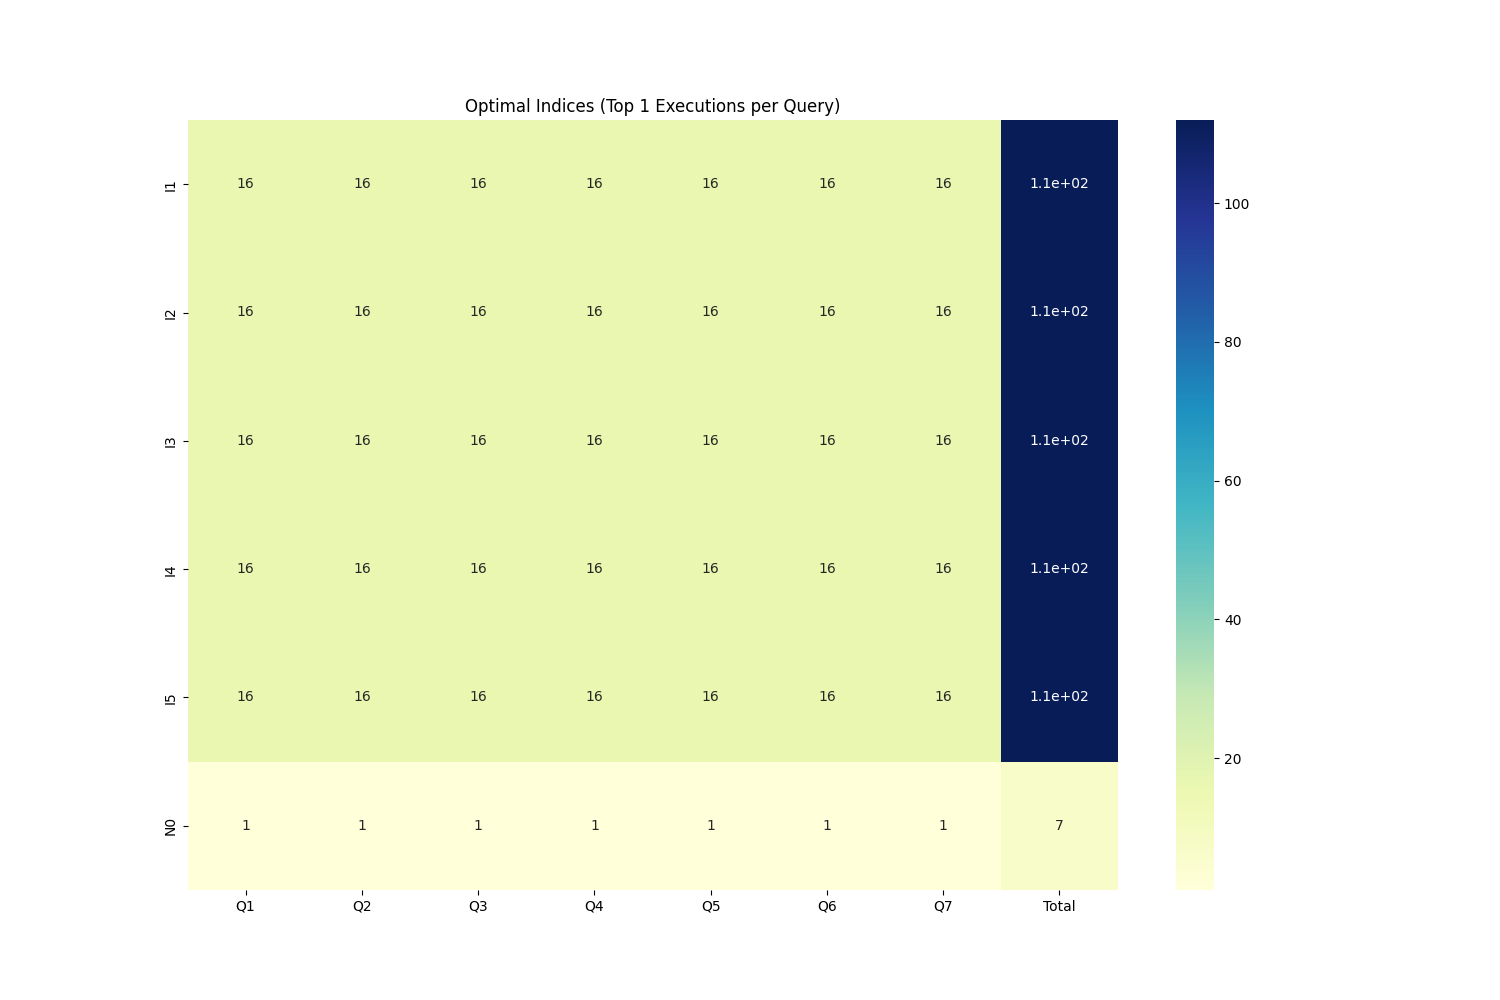 Optimal Indices (Top 1 Executions per Query)
I1 16 16 16 16 16 16 16 1.1e+02
I2 16 16 16 16 16 16 16 1.1e+02
I3 16 16 16 16 16 16 16 1.1e+02
I4 16 16 16 16 16 16 16 1.1e+02
I5 16 16 16 16 16 16 16 1.1e+02
N0 1 1 1 1 1 1 1 7
Q1 Q2 Q3 Q4 Q5 Q6 Q7 Total
100
80
60
40
20